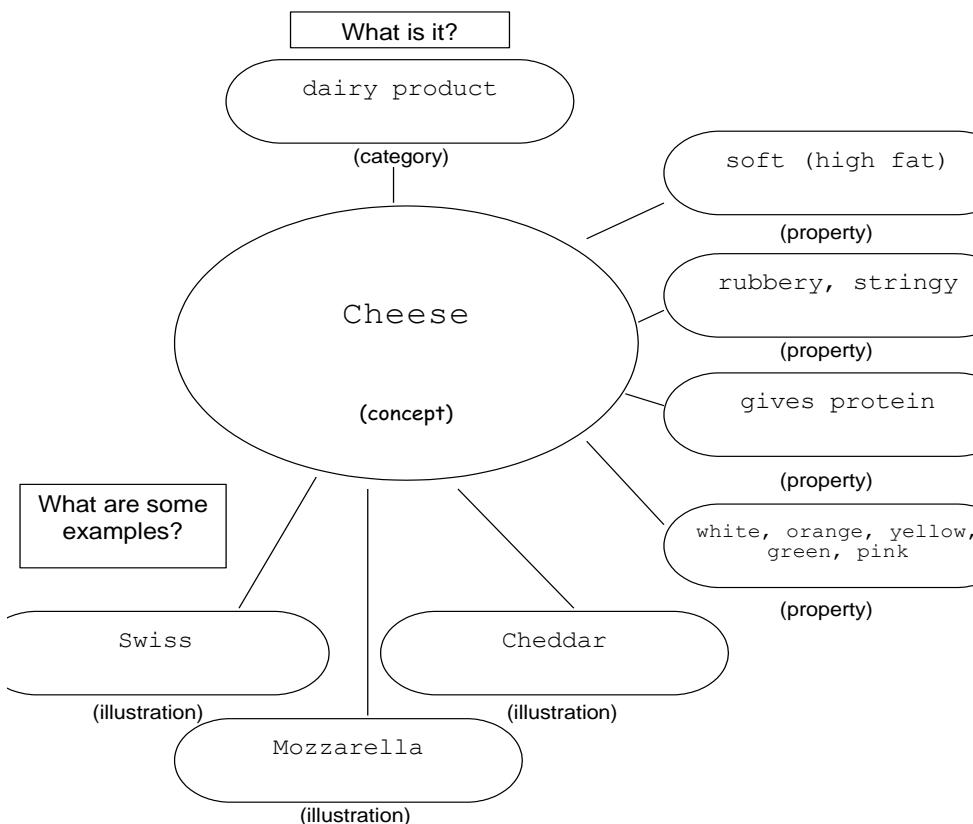 What is it?
dairy product
(category)
soft (high fat)
(property)
rubbery, stringy
(property)
Cheese
(concept)
gives protein
(property)
What are some
examples?
white, orange, yellow,
green, pink
(property)
Swiss
(illustration)
Cheddar
(illustration)
Mozzarella
(illustration)